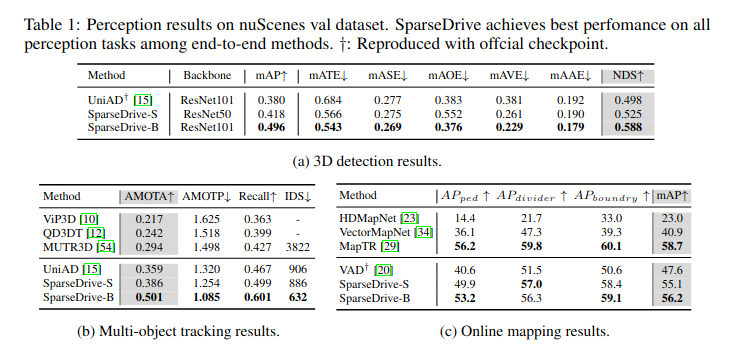 Table 1: Perception results on nuScenes val dataset. SparseDrive achieves best perfomance on all
perception tasks among end-to-end methods. †: Reproduced with offcial checkpoint.
Method Backbone mAP↑ mATE↓ mASE↓ mAOE↓ mAVE↓ mAAE↓ NDS↑
UniAD† [15] ResNet101 0.380 0.684 0.277 0.383 0.381 0.192 0.498
SparseDrive-S ResNet50 0.418 0.566 0.275 0.552 0.261 0.190 0.525
SparseDrive-B ResNet101 0.496 0.543 0.269 0.376 0.229 0.179 0.588
(a) 3D detection results.
Method AMOTA↑ AMOTP↓ Recall↑ IDS↓
ViP3D [10] 0.217 1.625 0.363 -
QD3DT [12] 0.242 1.518 0.399 -
MUTR3D [54] 0.294 1.498 0.427 3822
UniAD [15] 0.359 1.320 0.467 906
SparseDrive-S 0.386 1.254 0.499 886
SparseDrive-B 0.501 1.085 0.601 632
(b) Multi-object tracking results.
Method APped ↑ APdivider ↑ APboundry ↑ mAP↑
HDMapNet [23] 14.4 21.7 33.0 23.0
VectorMapNet [34] 36.1 47.3 39.3 40.9
MapTR [29] 56.2 59.8 60.1 58.7
VAD† [20] 40.6 51.5 50.6 47.6
SparseDrive-S 49.9 57.0 58.4 55.1
SparseDrive-B 53.2 56.3 59.1 56.2
(c) Online mapping results.